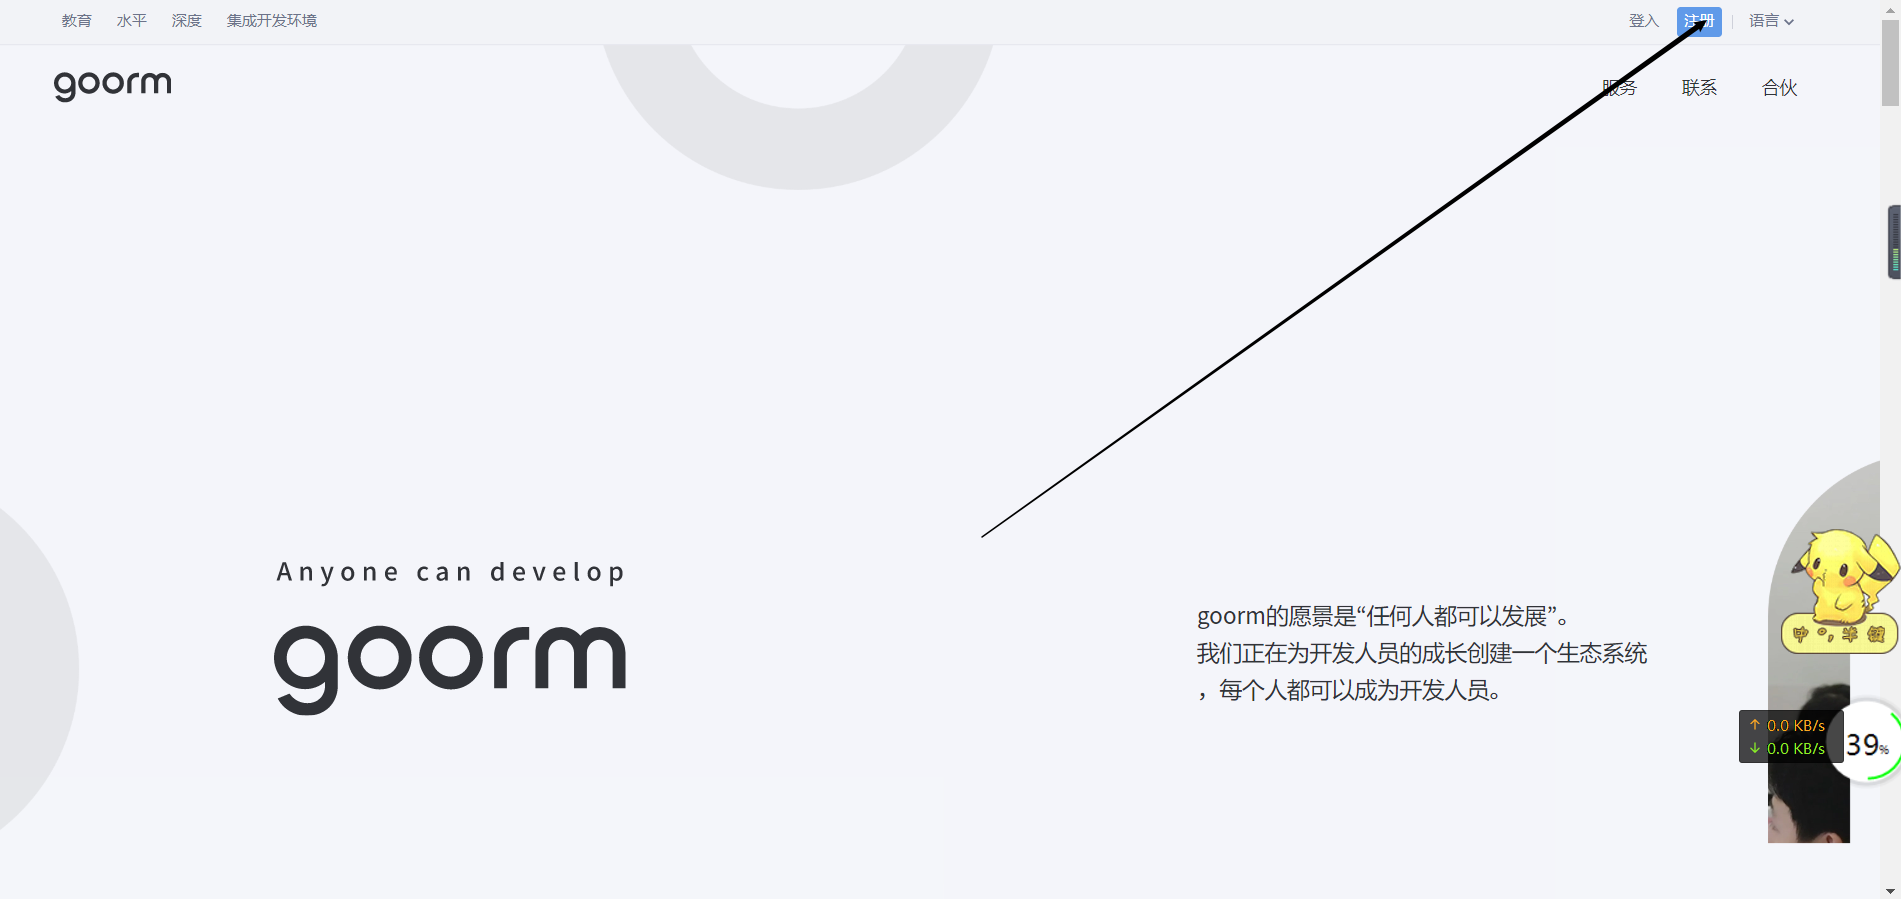 教育 水平 深度 集成开发环境 登入 注册 语言
goorm 服务 联系 合伙
Anyone can develop
goorm
goorm的愿景是“任何人都可以发展”。
我们正在为开发人员的成长创建一个生态系统
，每个人都可以成为开发人员。
中 °, 半
↑ 0.0 KB/s
↓ 0.0 KB/s
39%